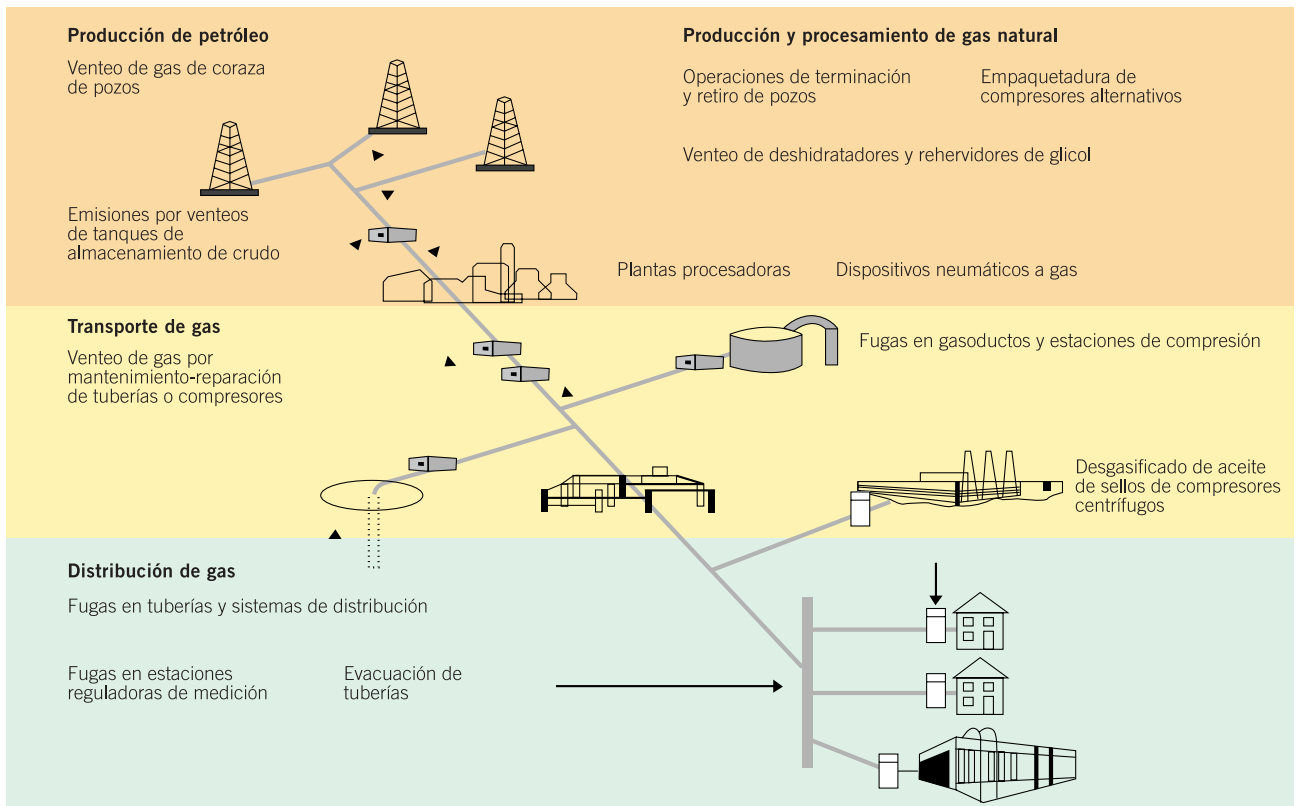 Producción de petróleo
Venteo de gas de coraza
de pozos
Emisiones por venteos
de tanques de
almacenamiento de crudo
Producción y procesamiento de gas natural
Operaciones de terminación
y retiro de pozos
Empaquetadura de
compresores alternativos
Venteo de deshidratadores y rehervidores de glicol
Plantas procesadoras
Dispositivos neumáticos a gas
Transporte de gas
Venteo de gas por
mantenimiento-reparación
de tuberías o compresores
Fugas en gasoductos y estaciones de compresión
Desgasificado de aceite
de sellos de compresores
centrífugos
Distribución de gas
Fugas en tuberías y sistemas de distribución
Fugas en estaciones
reguladoras de medición
Evacuación de
tuberías